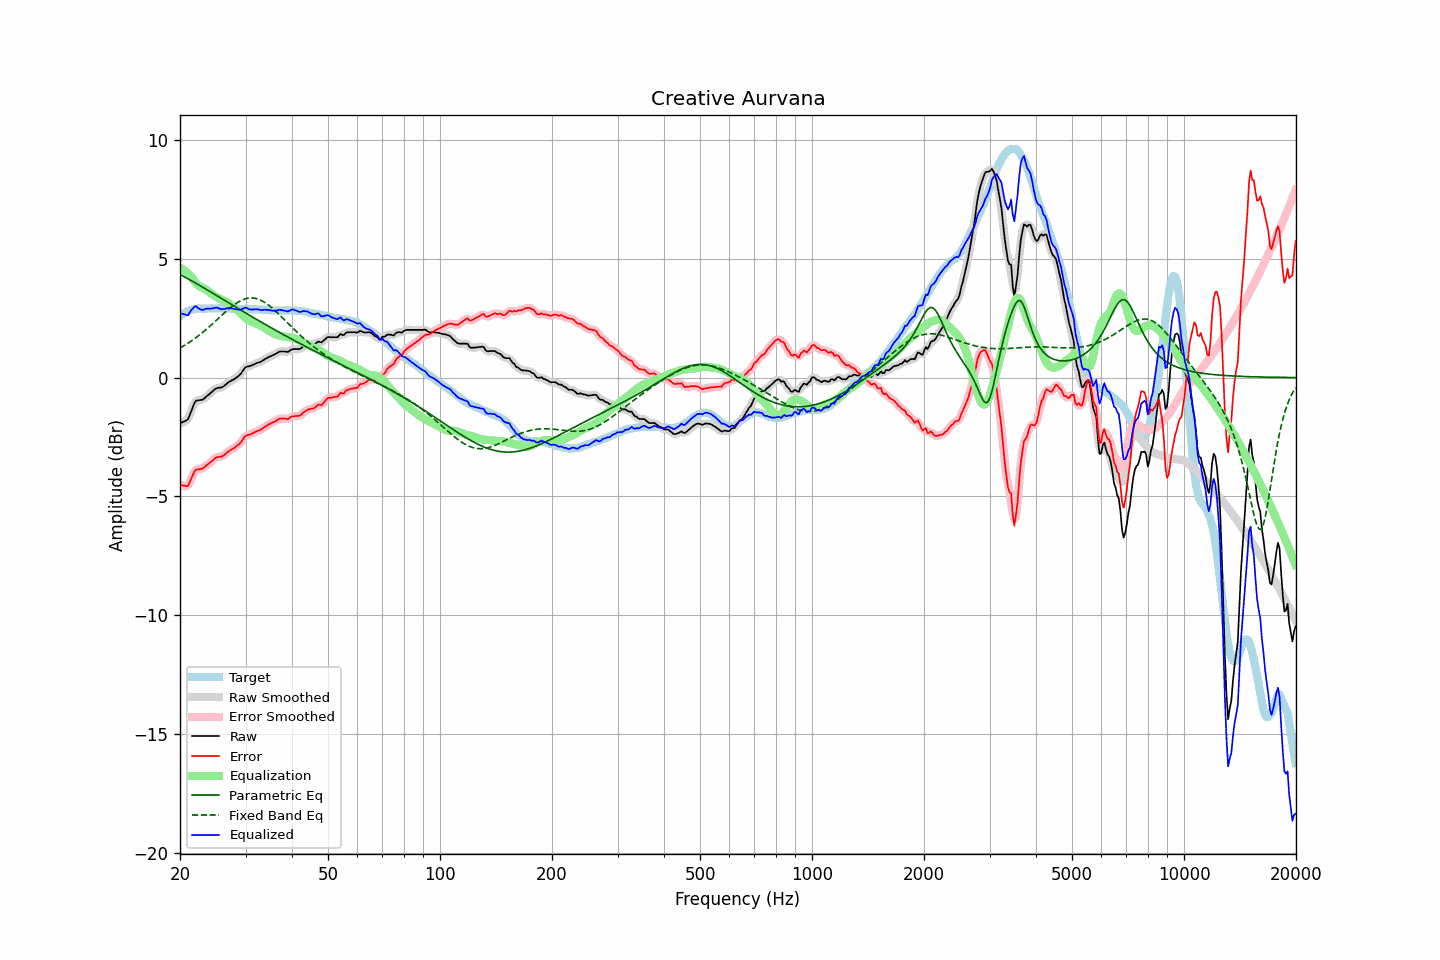 Creative Aurvana
10
5
0
−5
−10
−15
−20
Amplitude (dBr)
Target
Raw Smoothed
Error Smoothed
Raw
Error
Equalization
Parametric Eq
Fixed Band Eq
Equalized
20 50 100 200 500 1000 2000 5000 10000 20000
Frequency (Hz)